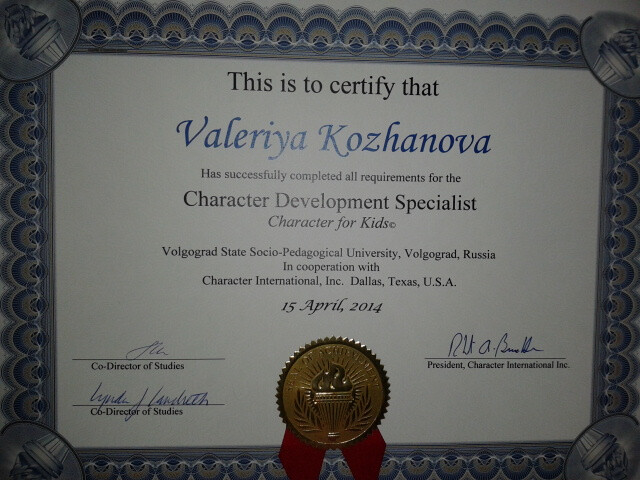 This is to certify that
Valeriya Kozhanova
Has successfully completed all requirements for the
Character Development Specialist
Character for Kids©
Volgograd State Socio-Pedagogical University, Volgograd, Russia
In cooperation with
Character International, Inc. Dallas, Texas, U.S.A.
15 April, 2014
Co-Director of Studies
President, Character International Inc.
Co-Director of Studies